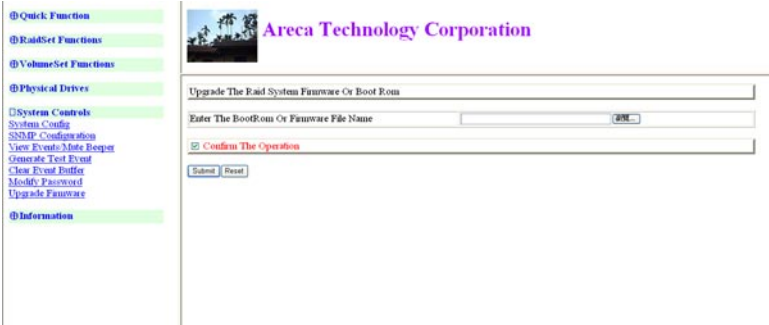 Quick Function
RaidSet Functions
VolumeSet Functions
Physical Drives
System Controls
System Config
SNMP Configuration
View Events/Mute Beeper
Generate Test Event
Clear Event Buffer
Modify Password
Upgrade Firmware
Information
Areca Technology Corporation
Upgrade The Raid System Firmware Or Boot Rom
Enter The BootRom Or Firmware File Name
Confirm The Operation
Submit Reset